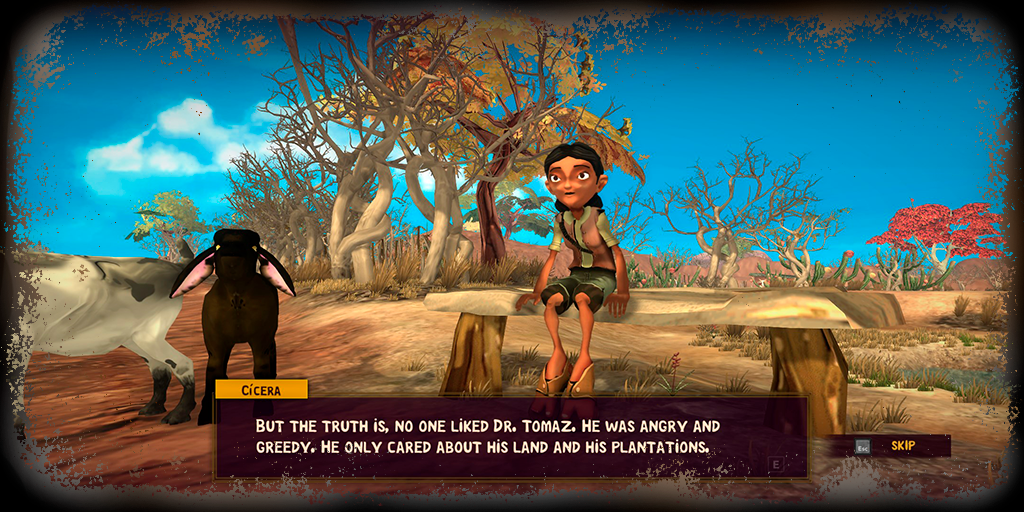 CÍCERA
BUT THE TRUTH IS, NO ONE LIKED DR. TOMAZ. HE WAS ANGRY AND
GREEDY. HE ONLY CARED ABOUT HIS LAND AND HIS PLANTATIONS.
Esc SKIP
E